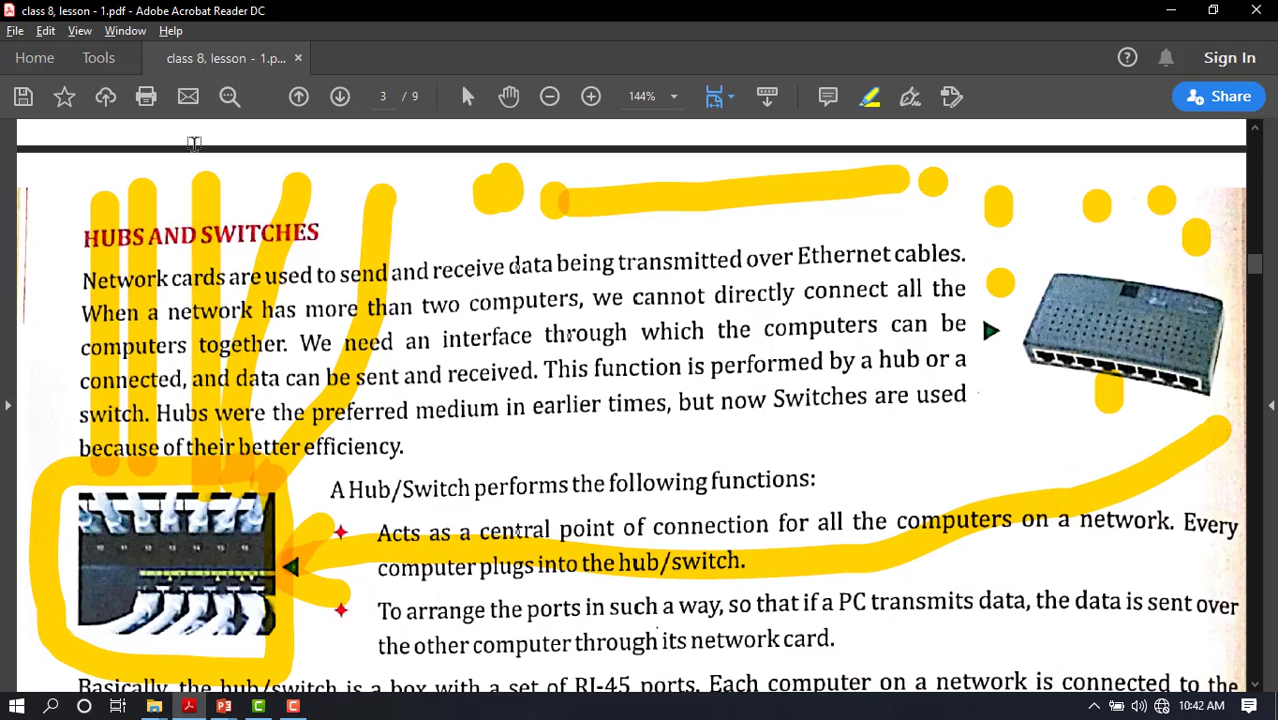 class 8, lesson - 1.pdf - Adobe Acrobat Reader DC
File Edit View Window Help
Home Tools class 8, lesson - 1.p... ×
Sign In
3 / 9 144% Share
HUBS AND SWITCHES
Network cards are used to send and receive data being transmitted over Ethernet cables.
When a network has more than two computers, we cannot directly connect all the
computers together. We need an interface through which the computers can be
connected, and data can be sent and received. This function is performed by a hub or a
switch. Hubs were the preferred medium in earlier times, but now Switches are used
because of their better efficiency.
A Hub/Switch performs the following functions:
Acts as a central point of connection for all the computers on a network. Every
computer plugs into the hub/switch.
To arrange the ports in such a way, so that if a PC transmits data, the data is sent over
the other computer through its network card.
Basically, the hub/switch is a box with a set of RJ-45 ports. Each computer on a network is connected to the
10 11 12 13 14 15 16
10:42 AM